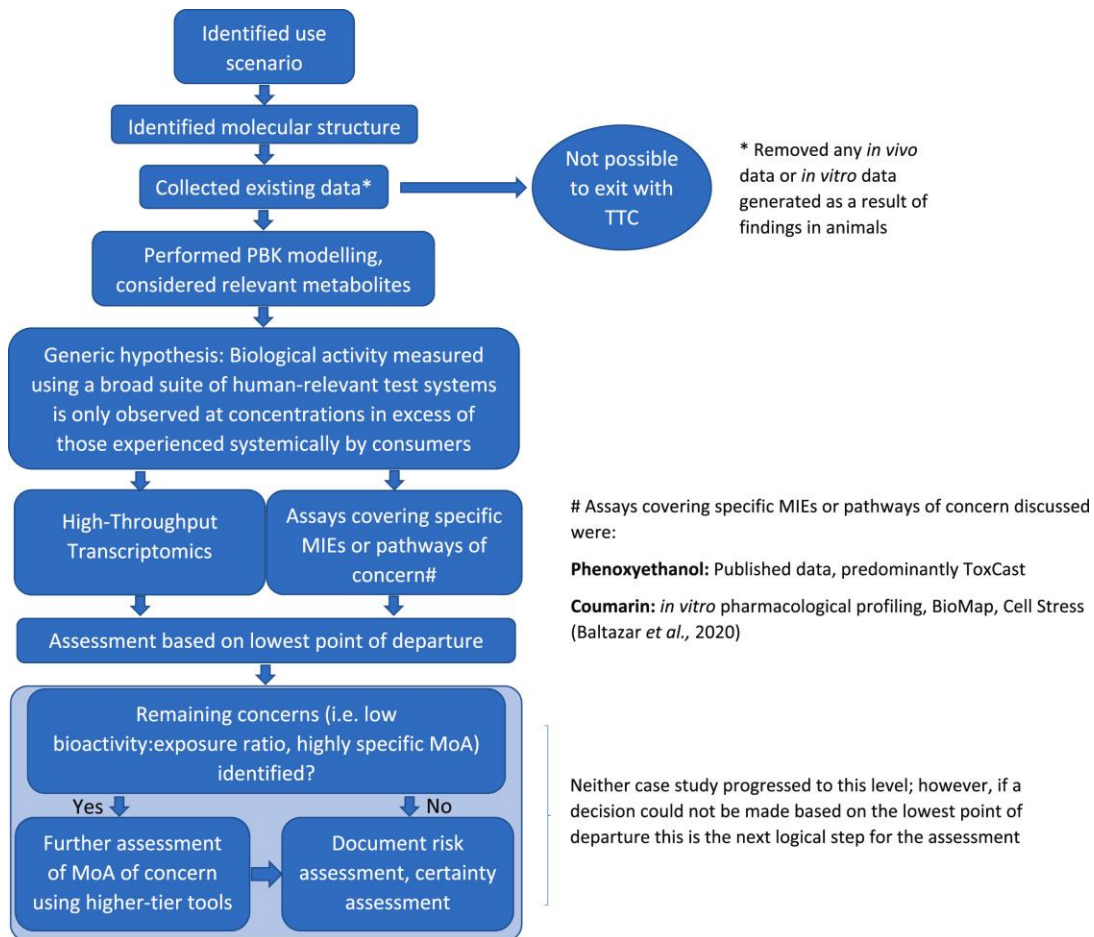 Identified use
scenario
Identified molecular structure
Collected existing data*
Not possible
to exit with
TTC
* Removed any in vivo
data or in vitro data
generated as a result of
findings in animals
Performed PBK modelling,
considered relevant metabolites
Generic hypothesis: Biological activity measured
using a broad suite of human-relevant test systems
is only observed at concentrations in excess of
those experienced systemically by consumers
High-Throughput
Transcriptomics
Assays covering specific
MIEs or pathways of
concern#
# Assays covering specific MIEs or pathways of concern discussed
were:
Phenoxyethanol: Published data, predominantly ToxCast
Coumarin: in vitro pharmacological profiling, BioMap, Cell Stress
(Baltazar et al., 2020)
Assessment based on lowest point of departure
Remaining concerns (i.e. low
bioactivity:exposure ratio, highly specific MoA)
identified?
Yes
No
Further assessment
of MoA of concern
using higher-tier tools
Document risk
assessment, certainty
assessment
Neither case study progressed to this level; however, if a
decision could not be made based on the lowest point of
departure this is the next logical step for the assessment